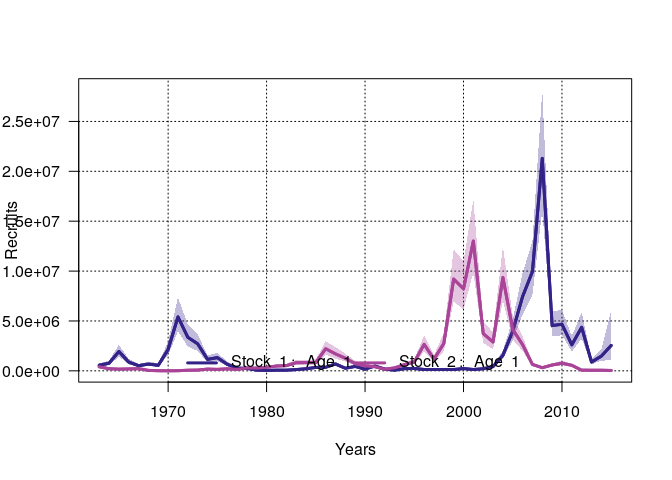 2.5e+07
2.0e+07
1.5e+07
1.0e+07
5.0e+06
0.0e+00
Recruits
Stock 1 Age 1 Stock 2 Age 1
1970 1980 1990 2000 2010
Years